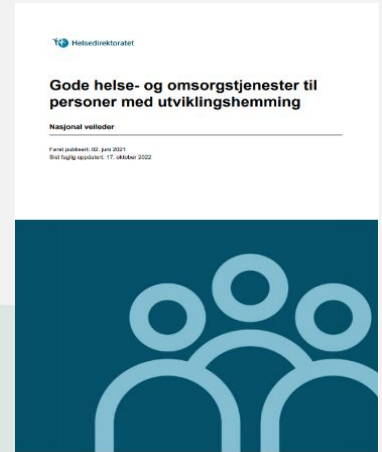 Helsedirektoratet
Gode helse- og omsorgstjenester til
personer med utviklingshemming
Nasjonal veileder
Først publisert: 02. juni 2021
Sist faglig oppdatert: 17. oktober 2022